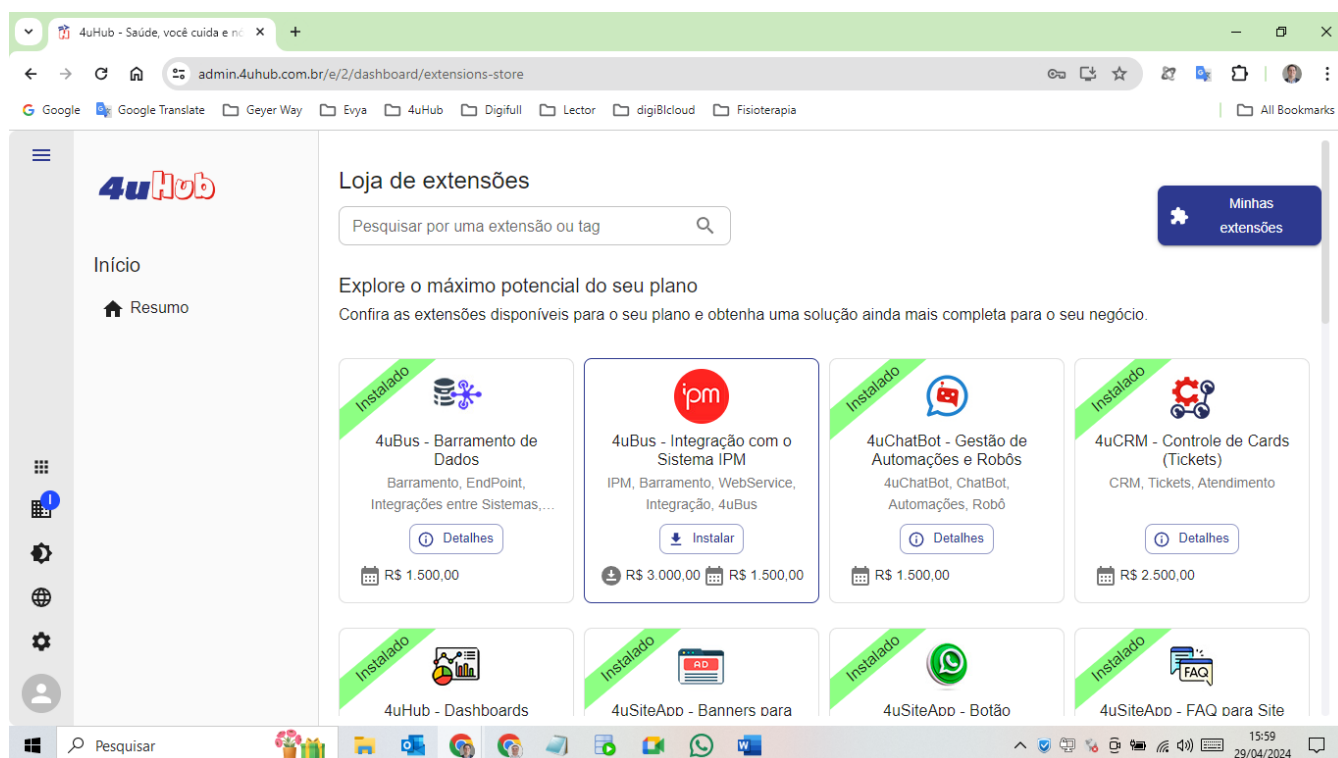 4uHub - Saúde, você cuida e nó
admin.4uhub.com.br/e/2/dashboard/extensions-store
Google
Google Translate
Geyer Way
Evya
4uHub
Digifull
Lector
digiBIcloud
Fisioterapia
All Bookmarks
4uHub
Início
Resumo
Loja de extensões
Pesquisar por uma extensão ou tag
Minhas
extensões
Explore o máximo potencial do seu plano
Confira as extensões disponíveis para o seu plano e obtenha uma solução ainda mais completa para o seu negócio.
Instalado
4uBus - Barramento de
Dados
Barramento, EndPoint,
Integrações entre Sistemas,...
Detalhes
R$ 1.500,00
ipm
4uBus - Integração com o
Sistema IPM
IPM, Barramento, WebService,
Integração, 4uBus
Instalar
R$ 3.000,00 R$ 1.500,00
Instalado
4uChatBot - Gestão de
Automações e Robôs
4uChatBot, ChatBot,
Automações, Robô
Detalhes
R$ 1.500,00
Instalado
4uCRM - Controle de Cards
(Tickets)
CRM, Tickets, Atendimento
Detalhes
R$ 2.500,00
Instalado
4uHub - Dashboards
Instalado
AD
4uSiteApp - Banners para
Instalado
4uSiteApp - Botão
Instalado
FAQ
4uSiteApp - FAQ para Site
Pesquisar
15:59
29/04/2024